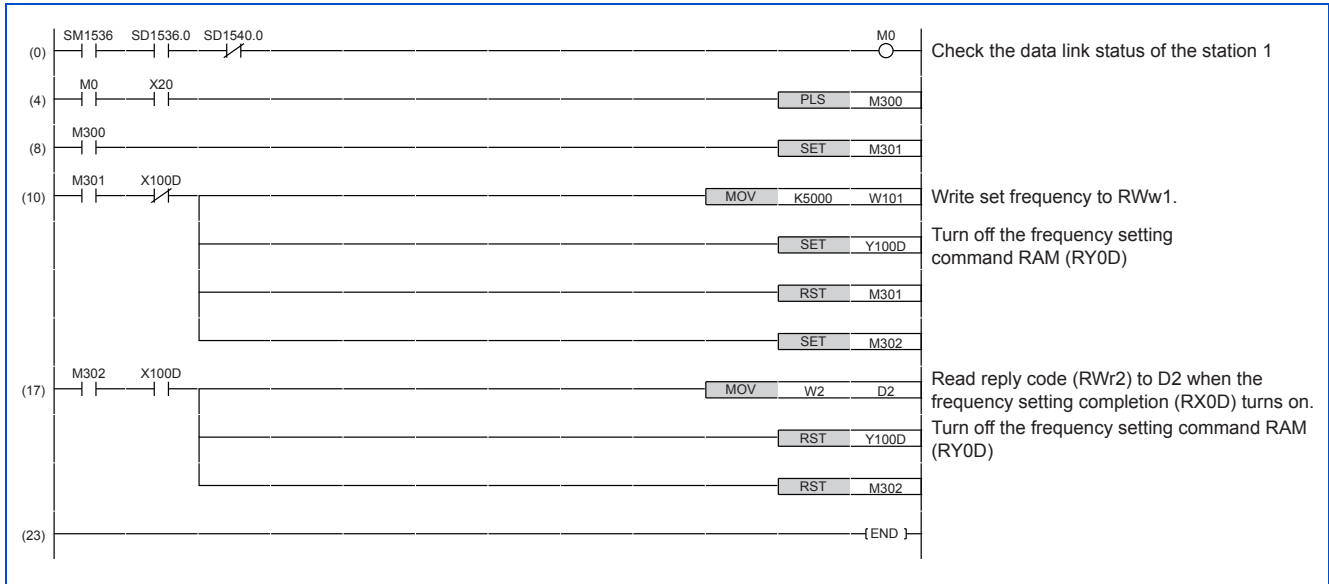 SM1536 SD1536.0 SD1540.0 M0
(0) Check the data link status of the station 1
M0 X20
(4) PLS M300
M300
(8) SET M301
M301 X100D
(10) MOV K5000 W101 Write set frequency to RWw1.
SET Y100D Turn off the frequency setting
command RAM (RY0D)
RST M301
SET M302
M302 X100D
(17) MOV W2 D2 Read reply code (RWr2) to D2 when the
frequency setting completion (RX0D) turns on.
RST Y100D Turn off the frequency setting command RAM
(RY0D)
RST M302
(23) END